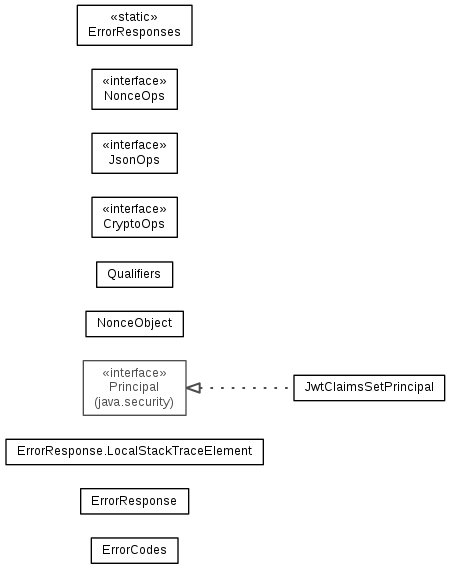 «static»
ErrorResponses
«interface»
NonceOps
«interface»
JsonOps
«interface»
CryptoOps
Qualifiers
NonceObject
«interface»
Principal
(java.security)
JwtClaimsSetPrincipal
ErrorResponse.LocalStackTraceElement
ErrorResponse
ErrorCodes